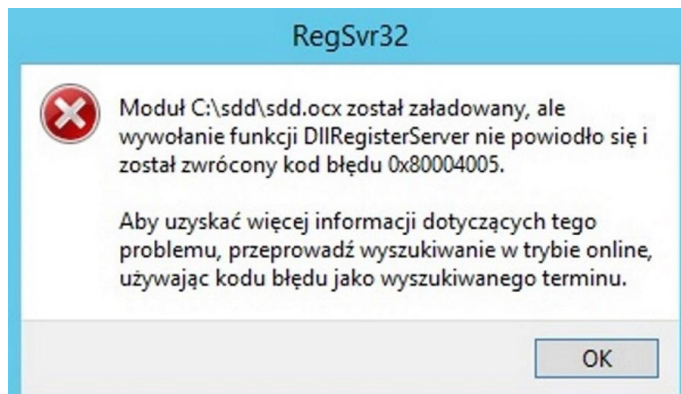 RegSvr32
Moduł C:\sdd\sdd.ocx został załadowany, ale
wywołanie funkcji DllRegisterServer nie powiodło się i
został zwrócony kod błędu 0x80004005.
Aby uzyskać więcej informacji dotyczących tego
problemu, przeprowadź wyszukiwanie w trybie online,
używając kodu błędu jako wyszukiwanego terminu.
OK